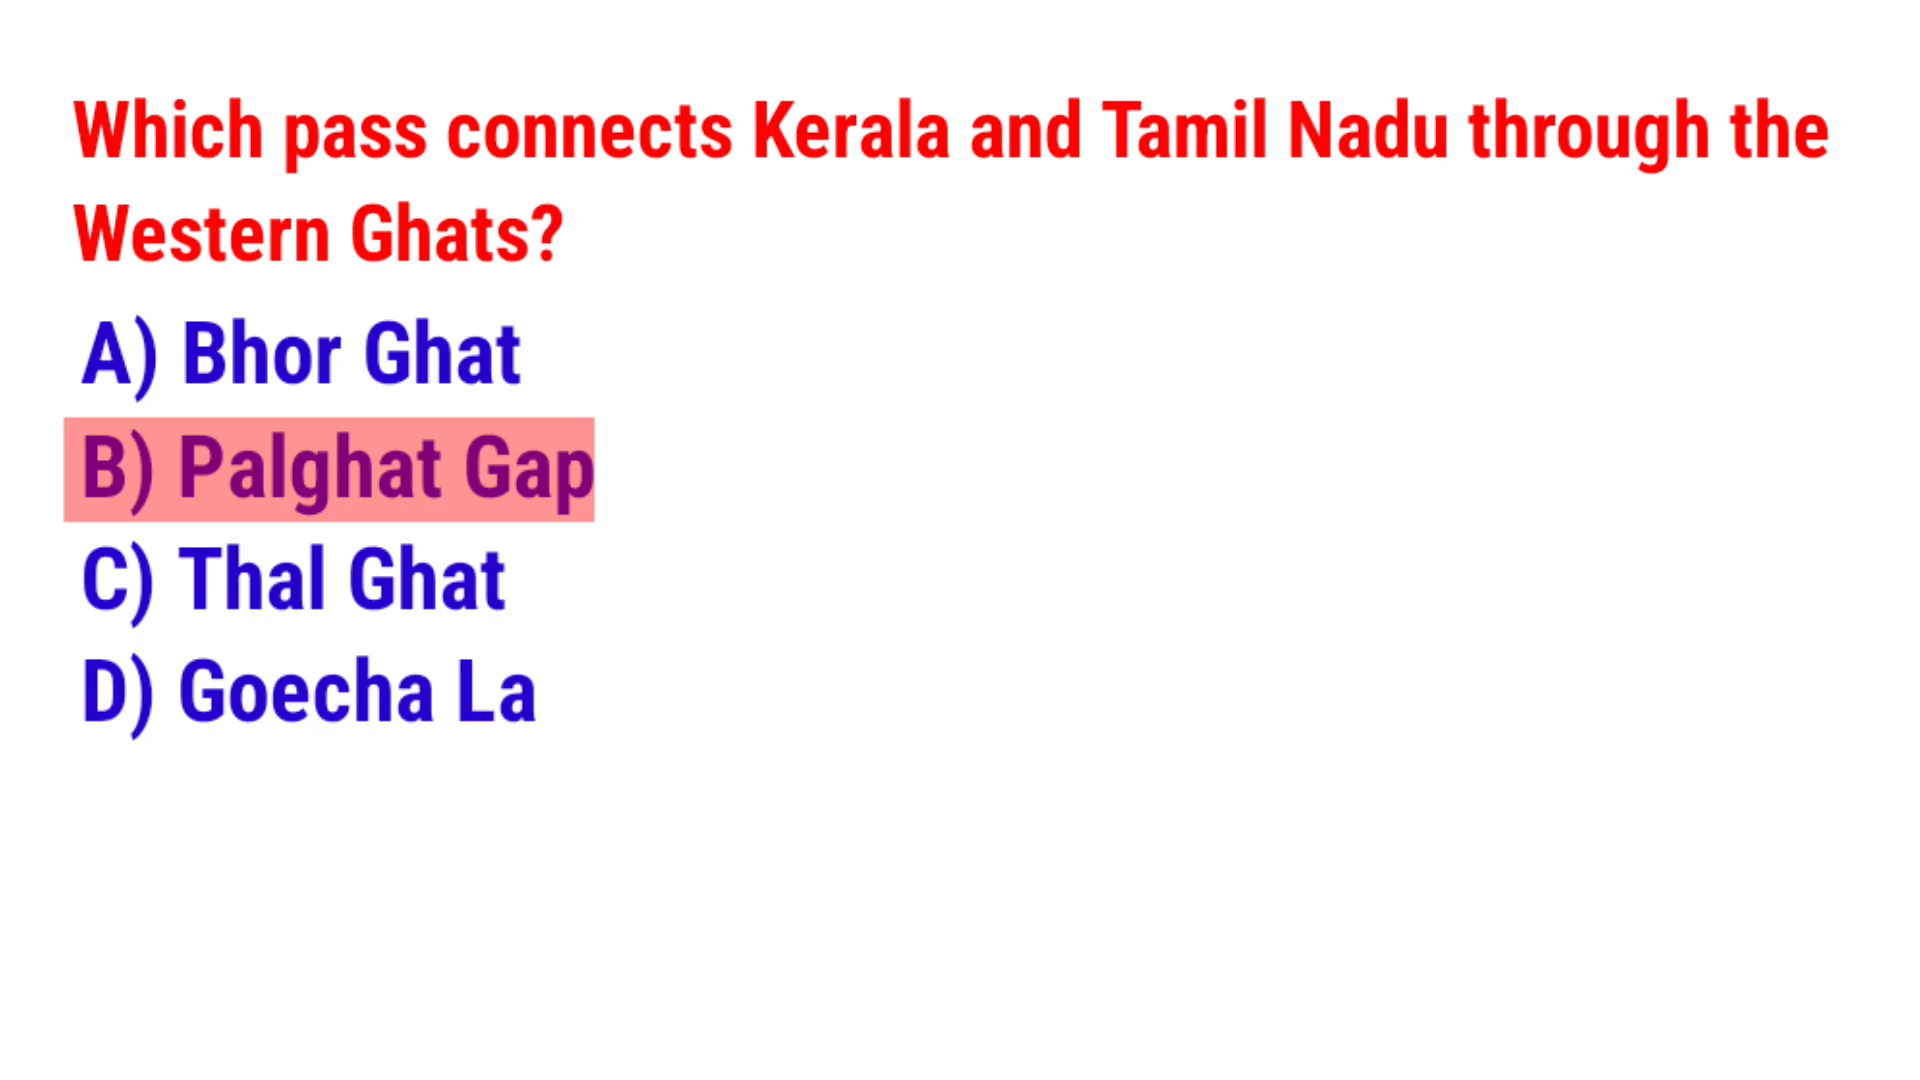 Which pass connects Kerala and Tamil Nadu through the
Western Ghats?
A) Bhor Ghat
B) Palghat Gap
C) Thal Ghat
D) Goecha La